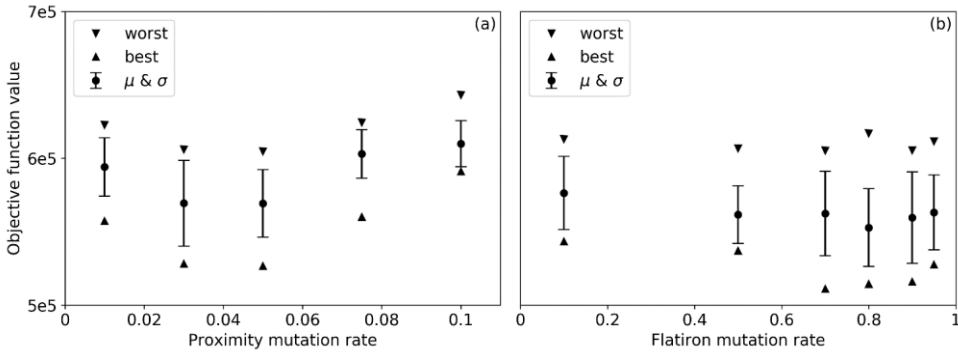 7e5
6e5
5e5
Objective function value
worst
best
μ & σ
(a)
0
0.02
0.04
0.06
0.08
0.1
Proximity mutation rate
worst
best
μ & σ
(b)
0
0.2
0.4
0.6
0.8
1
Flatiron mutation rate